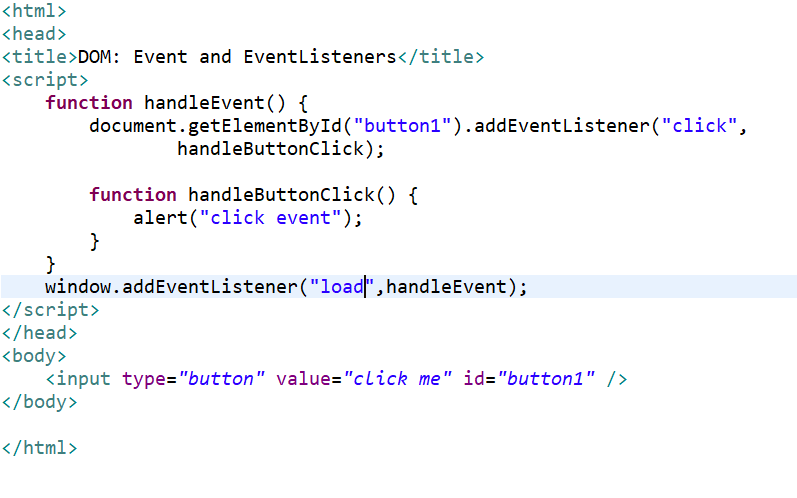 <html>
<head>
<title>DOM: Event and EventListeners</title>
<script>
    function handleEvent() {
        document.getElementById("button1").addEventListener("click",
                handleButtonClick);

        function handleButtonClick() {
            alert("click event");
        }
    }
    window.addEventListener("load",handleEvent);
</script>
</head>
<body>
    <input type="button" value="click me" id="button1" />
</body>

</html>